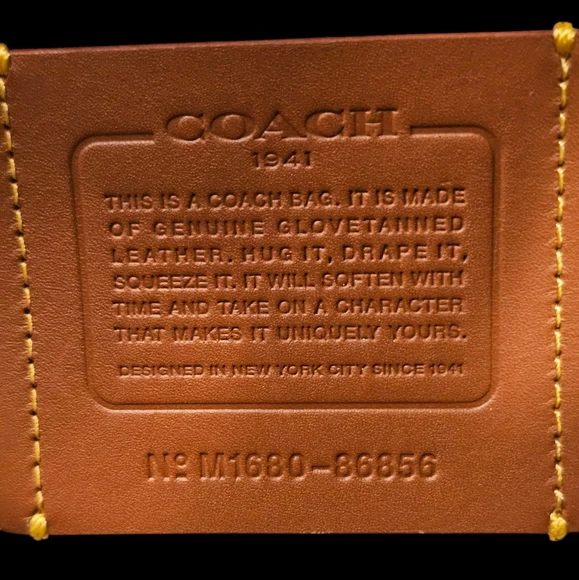 COACH
1941
THIS IS A COACH BAG. IT IS MADE
OF GENUINE GLOVETANNED
LEATHER. HUG IT, DRAPE IT,
SQUEEZE IT. IT WILL SOFTEN WITH
TIME AND TAKE ON A CHARACTER
THAT MAKES IT UNIQUELY YOURS.
DESIGNED IN NEW YORK CITY SINCE 1941
Nº M1680-86856